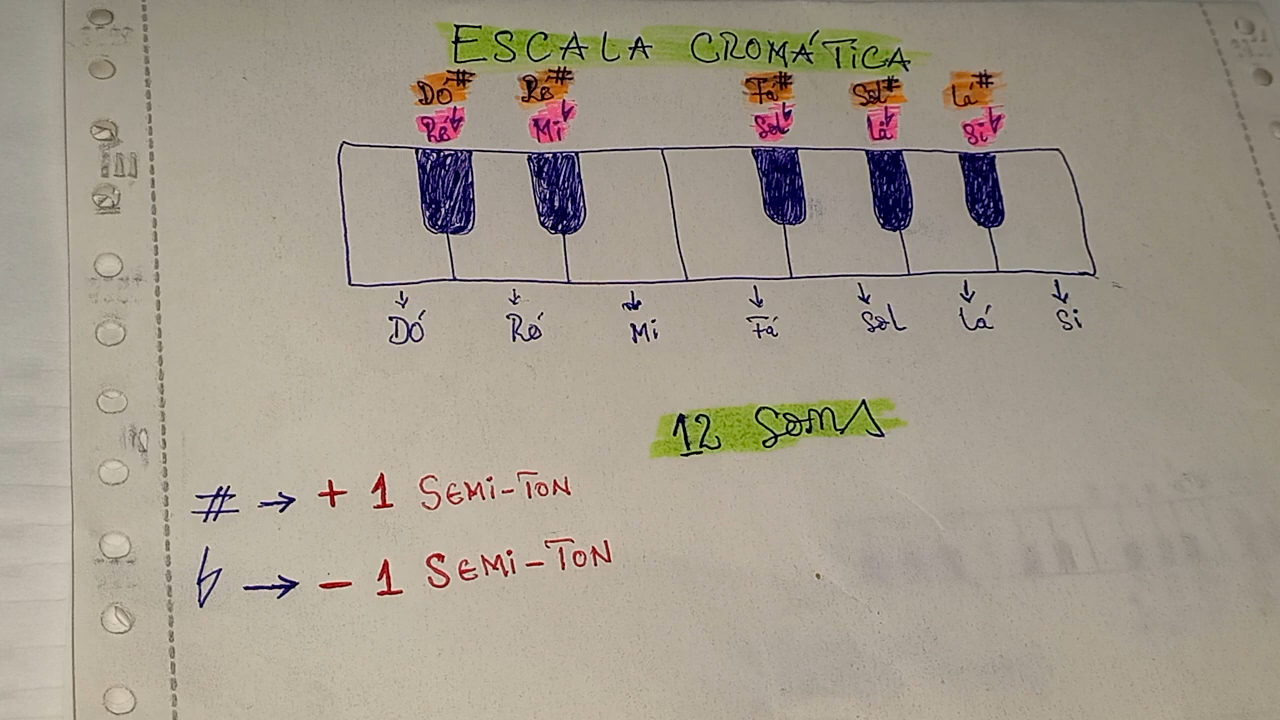 ESCALA CROMÁTICA
Dó# Ré# Fá# Sol# Lá#
Ré♭ Mi♭ Sol♭ Lá♭ Si♭
Dó Ré Mi Fá Sol Lá Si
12 SONS
# → + 1 SEMI-TON
♭ → - 1 SEMI-TON